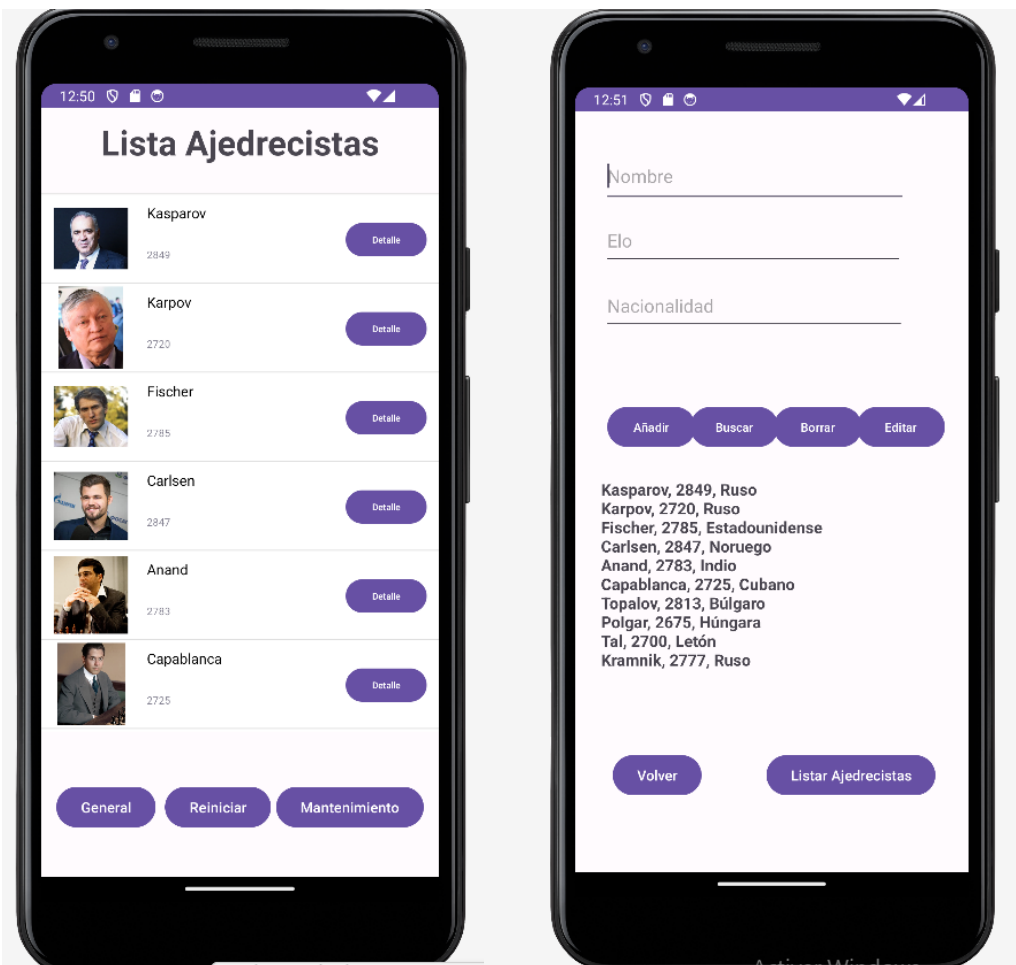 12:50
Lista Ajedrecistas
Kasparov
2849
Detalle
Karpov
2720
Detalle
Fischer
2785
Detalle
Carlsen
2847
Detalle
Anand
2783
Detalle
Capablanca
2725
Detalle
General Reiniciar Mantenimiento
12:51
Nombre
Elo
Nacionalidad
Añadir Buscar Borrar Editar
Kasparov, 2849, Ruso
Karpov, 2720, Ruso
Fischer, 2785, Estadounidense
Carlsen, 2847, Noruego
Anand, 2783, Indio
Capablanca, 2725, Cubano
Topalov, 2813, Búlgaro
Polgar, 2675, Húngara
Tal, 2700, Letón
Kramnik, 2777, Ruso
Volver Listar Ajedrecistas